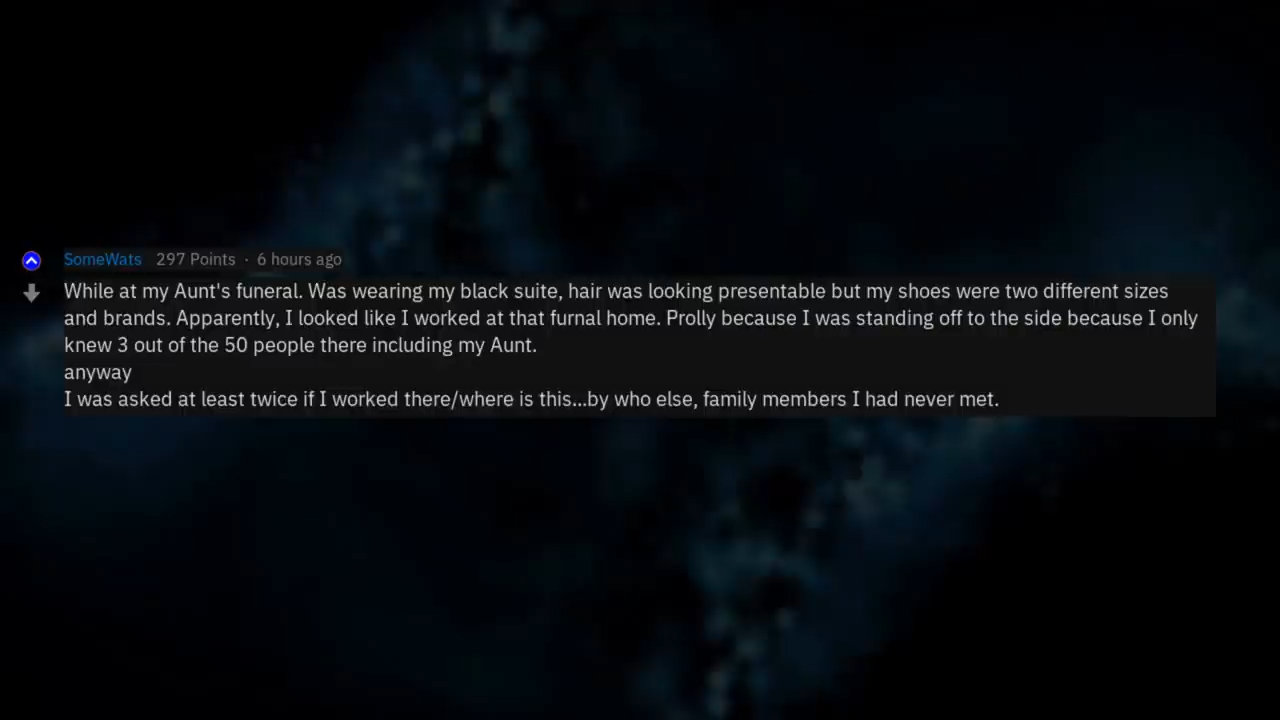 SomeWats 297 Points · 6 hours ago
While at my Aunt's funeral. Was wearing my black suite, hair was looking presentable but my shoes were two different sizes
and brands. Apparently, I looked like I worked at that furnal home. Prolly because I was standing off to the side because I only
knew 3 out of the 50 people there including my Aunt.
anyway
I was asked at least twice if I worked there/where is this...by who else, family members I had never met.